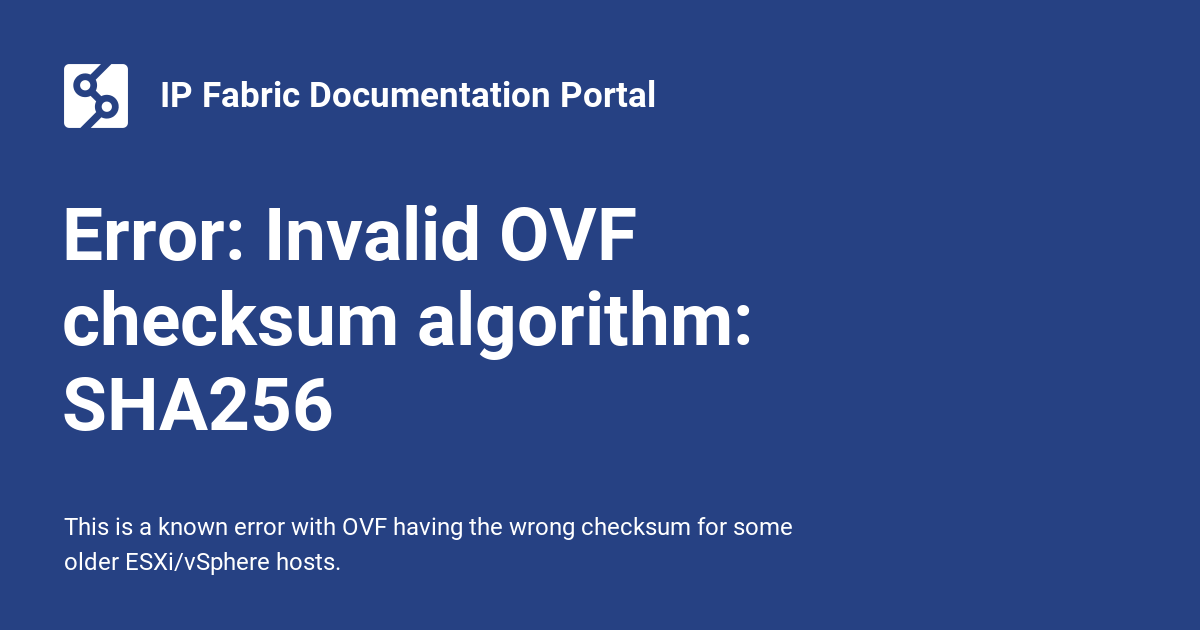 IP Fabric Documentation Portal
Error: Invalid OVF
checksum algorithm:
SHA256
This is a known error with OVF having the wrong checksum for some
older ESXi/vSphere hosts.